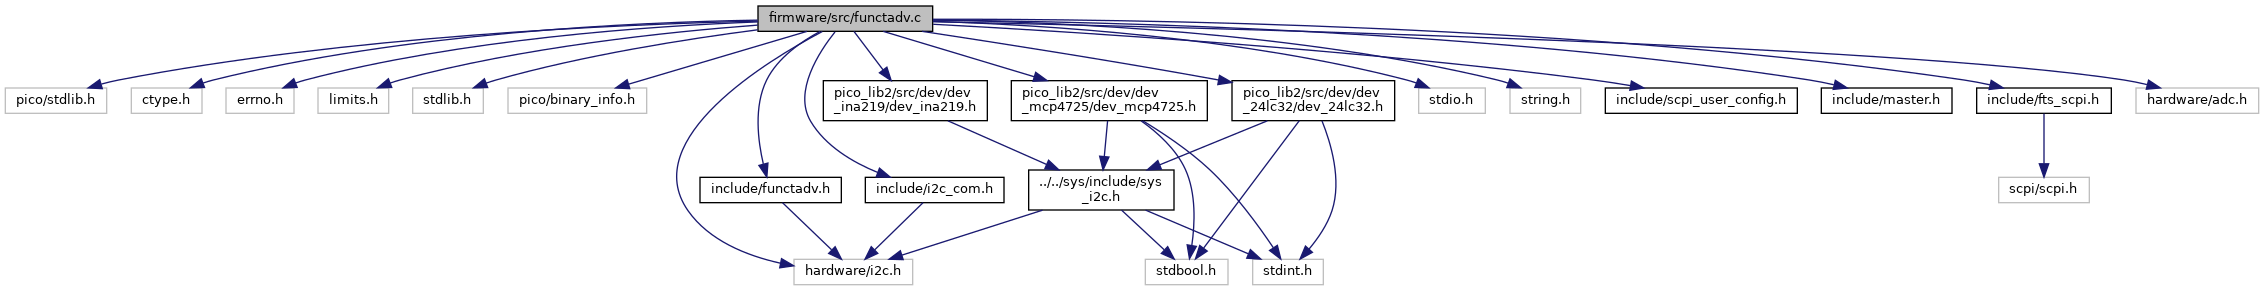 firmware/src/functadv.c
pico/stdlib.h
ctype.h
errno.h
limits.h
stdlib.h
pico/binary_info.h
pico_lib2/src/dev/dev
_ina219/dev_ina219.h
pico_lib2/src/dev/dev
_mcp4725/dev_mcp4725.h
pico_lib2/src/dev/dev
_24lc32/dev_24lc32.h
stdio.h
string.h
include/scpi_user_config.h
include/master.h
include/fts_scpi.h
hardware/adc.h
include/functadv.h
include/i2c_com.h
../../sys/include/sys
_i2c.h
scpi/scpi.h
hardware/i2c.h
stdbool.h
stdint.h